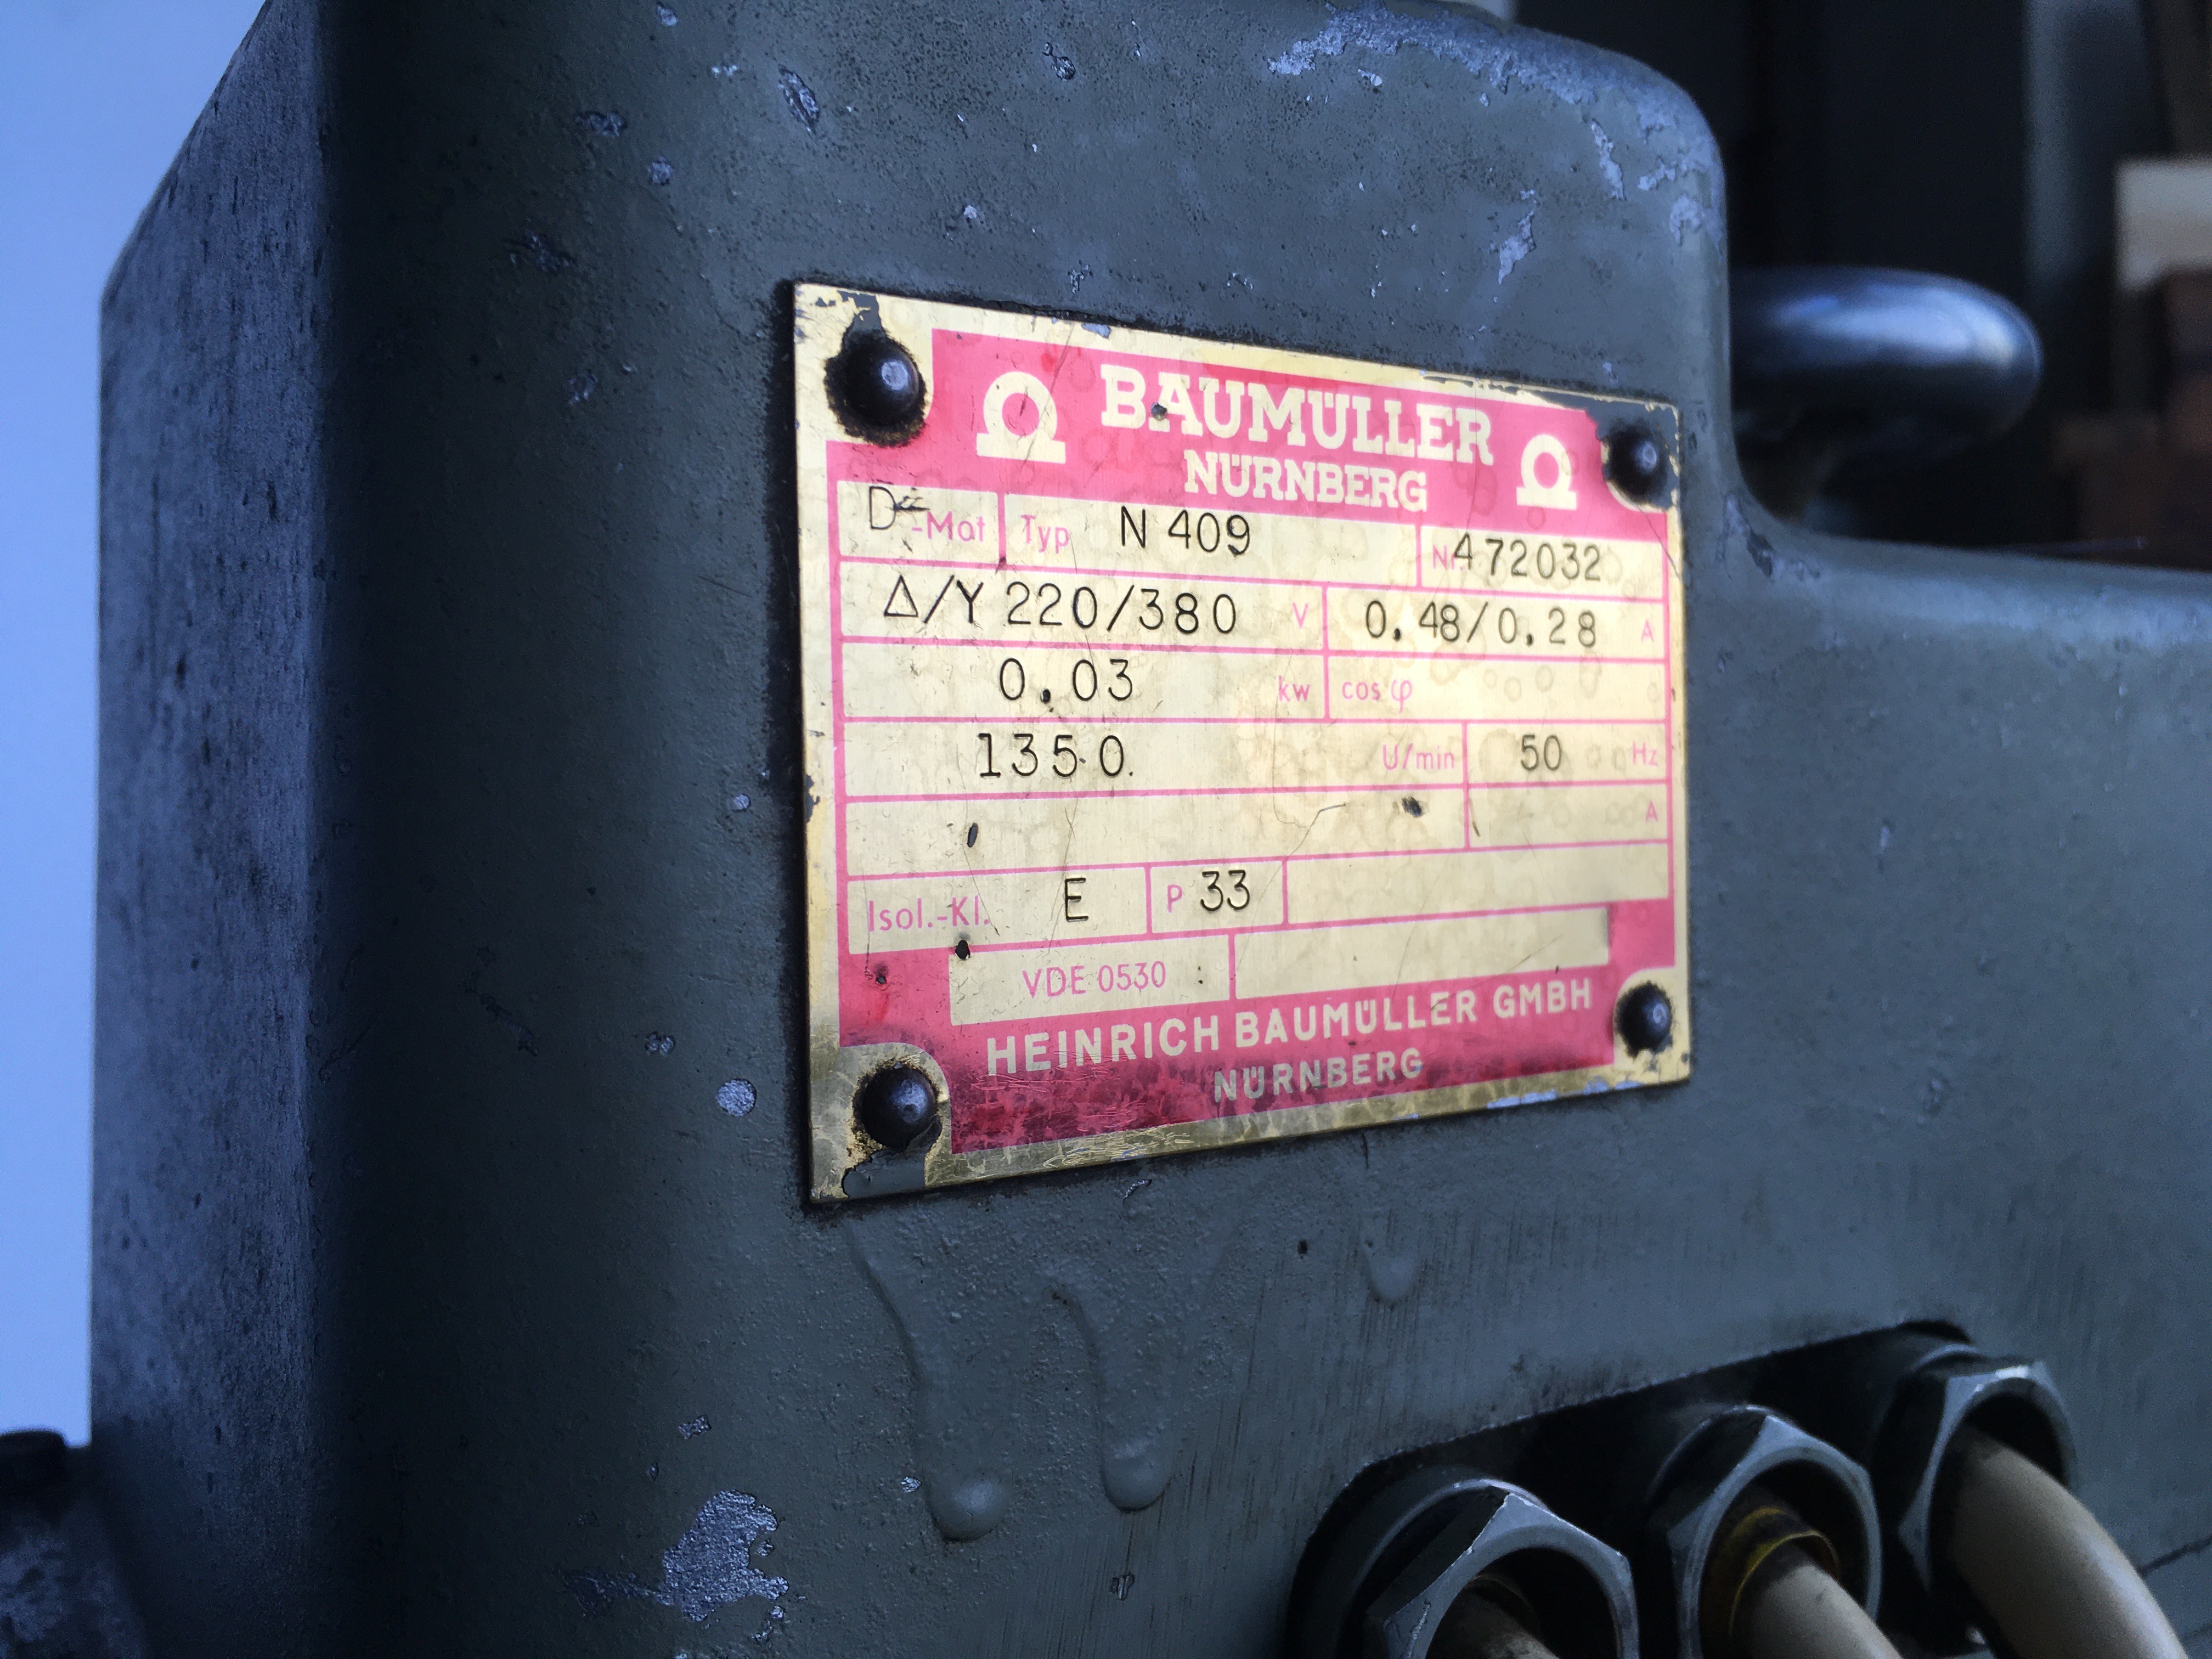 BAUMÜLLER
NÜRNBERG
D-Mot Typ N 409 Nr. 472032
Δ/Y 220/380 V 0.48/0.28 A
0.03 kw cos φ
1350 U/min 50 Hz
A
Isol.-Kl. E P 33
VDE 0530
HEINRICH BAUMÜLLER GMBH
NÜRNBERG